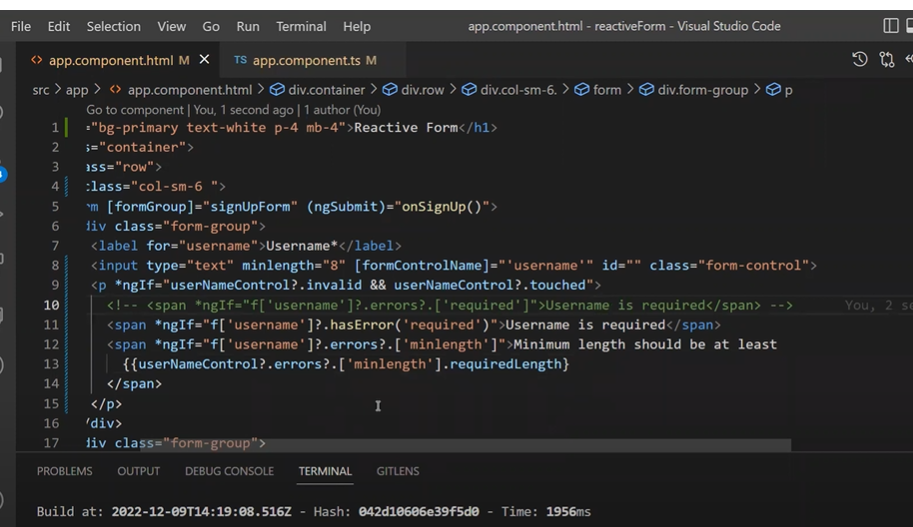 File Edit Selection View Go Run Terminal Help app.component.html - reactiveForm - Visual Studio Code
<> app.component.html M × TS app.component.ts M
src > app > <> app.component.html > div.container > div.row > div.col-sm-6. > form > div.form-group > p
Go to component | You, 1 second ago | 1 author (You)
1 ="bg-primary text-white p-4 mb-4">Reactive Form</h1>
2 s="container">
3 ass="row">
4 class="col-sm-6 ">
5 rm [formGroup]="signUpForm" (ngSubmit)="onSignUp()">
6 div class="form-group">
7 <label for="username">Username*</label>
8 <input type="text" minlength="8" [formControlName]="'username'" id="" class="form-control">
9 <p *ngIf="userNameControl?.invalid && userNameControl?.touched">
10 <!-- <span *ngIf="f['username']?.errors?.['required']">Username is required</span> --> You, 2 se
11 <span *ngIf="f['username']?.hasError('required')">Username is required</span>
12 <span *ngIf="f['username']?.errors?.['minlength']">Minimum length should be at least
13 {{userNameControl?.errors?.['minlength'].requiredLength}
14 </span>
15 </p>
16 /div>
17 div class="form-group">
PROBLEMS OUTPUT DEBUG CONSOLE TERMINAL GITLENS
Build at: 2022-12-09T14:19:08.516Z - Hash: 042d10606e39f5d0 - Time: 1956ms